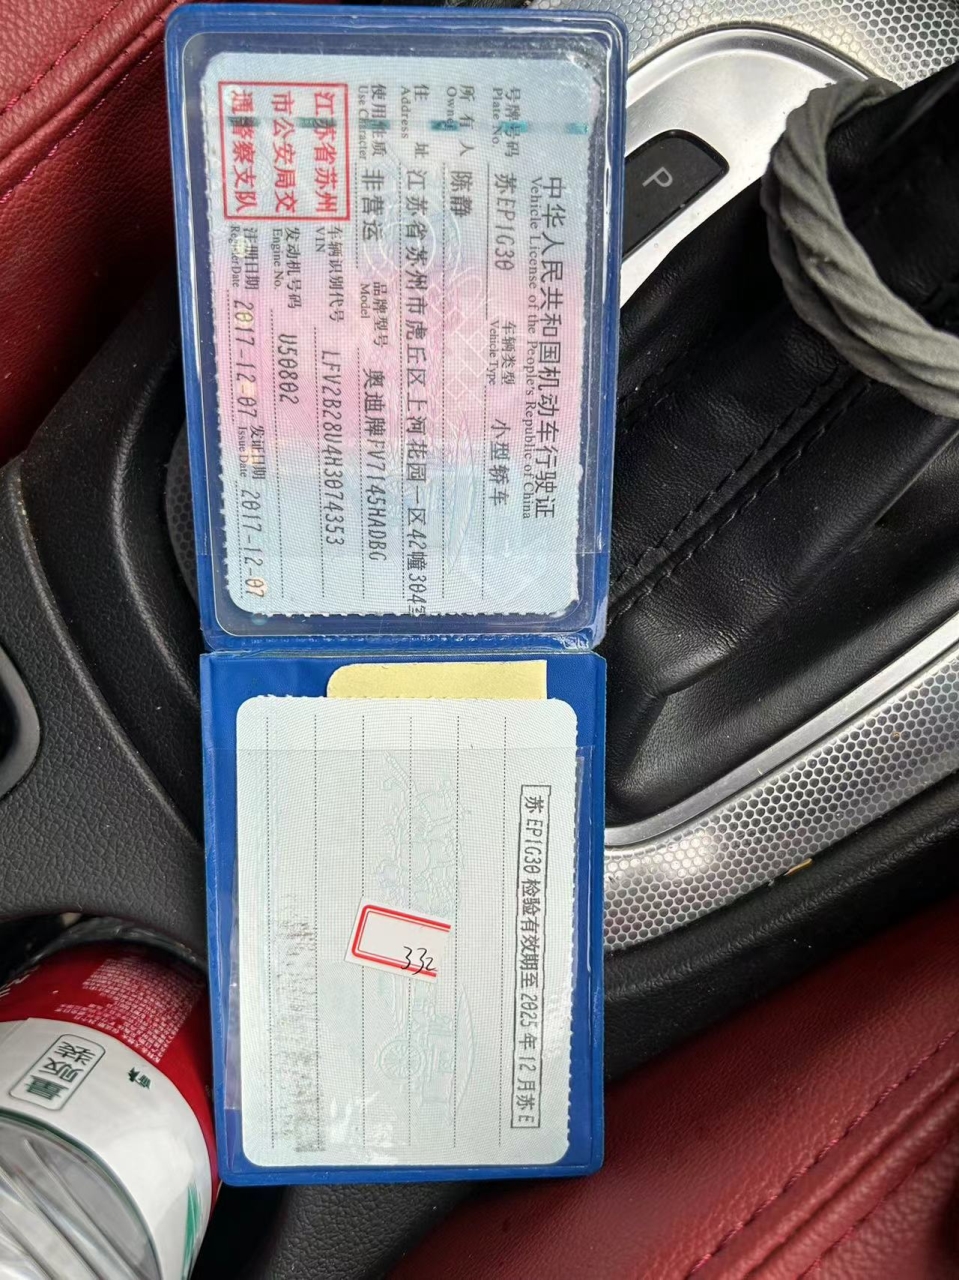 中华人民共和国机动车行驶证
Vehicle License of the People's Republic of China
号牌号码 苏EP1G30 车辆类型 小型轿车
Plate No. Vehicle Type
所有人 陈静
Owner
住址 江苏省苏州市虎丘区上河花园一区42幢304室
Address
使用性质 非营运 品牌型号 奥迪牌FV7145HADBG
Use Character Model
江苏省苏州
市公安局交
通警察支队
车辆识别代号 LFV2B28U4H3074353
VIN
发动机号码 U50802
Engine No.
注册日期 2017-12-07 发证日期 2017-12-07
Register Date Issue Date
苏EP1G30检验有效期至2025年12月苏E
332
P
量贩装